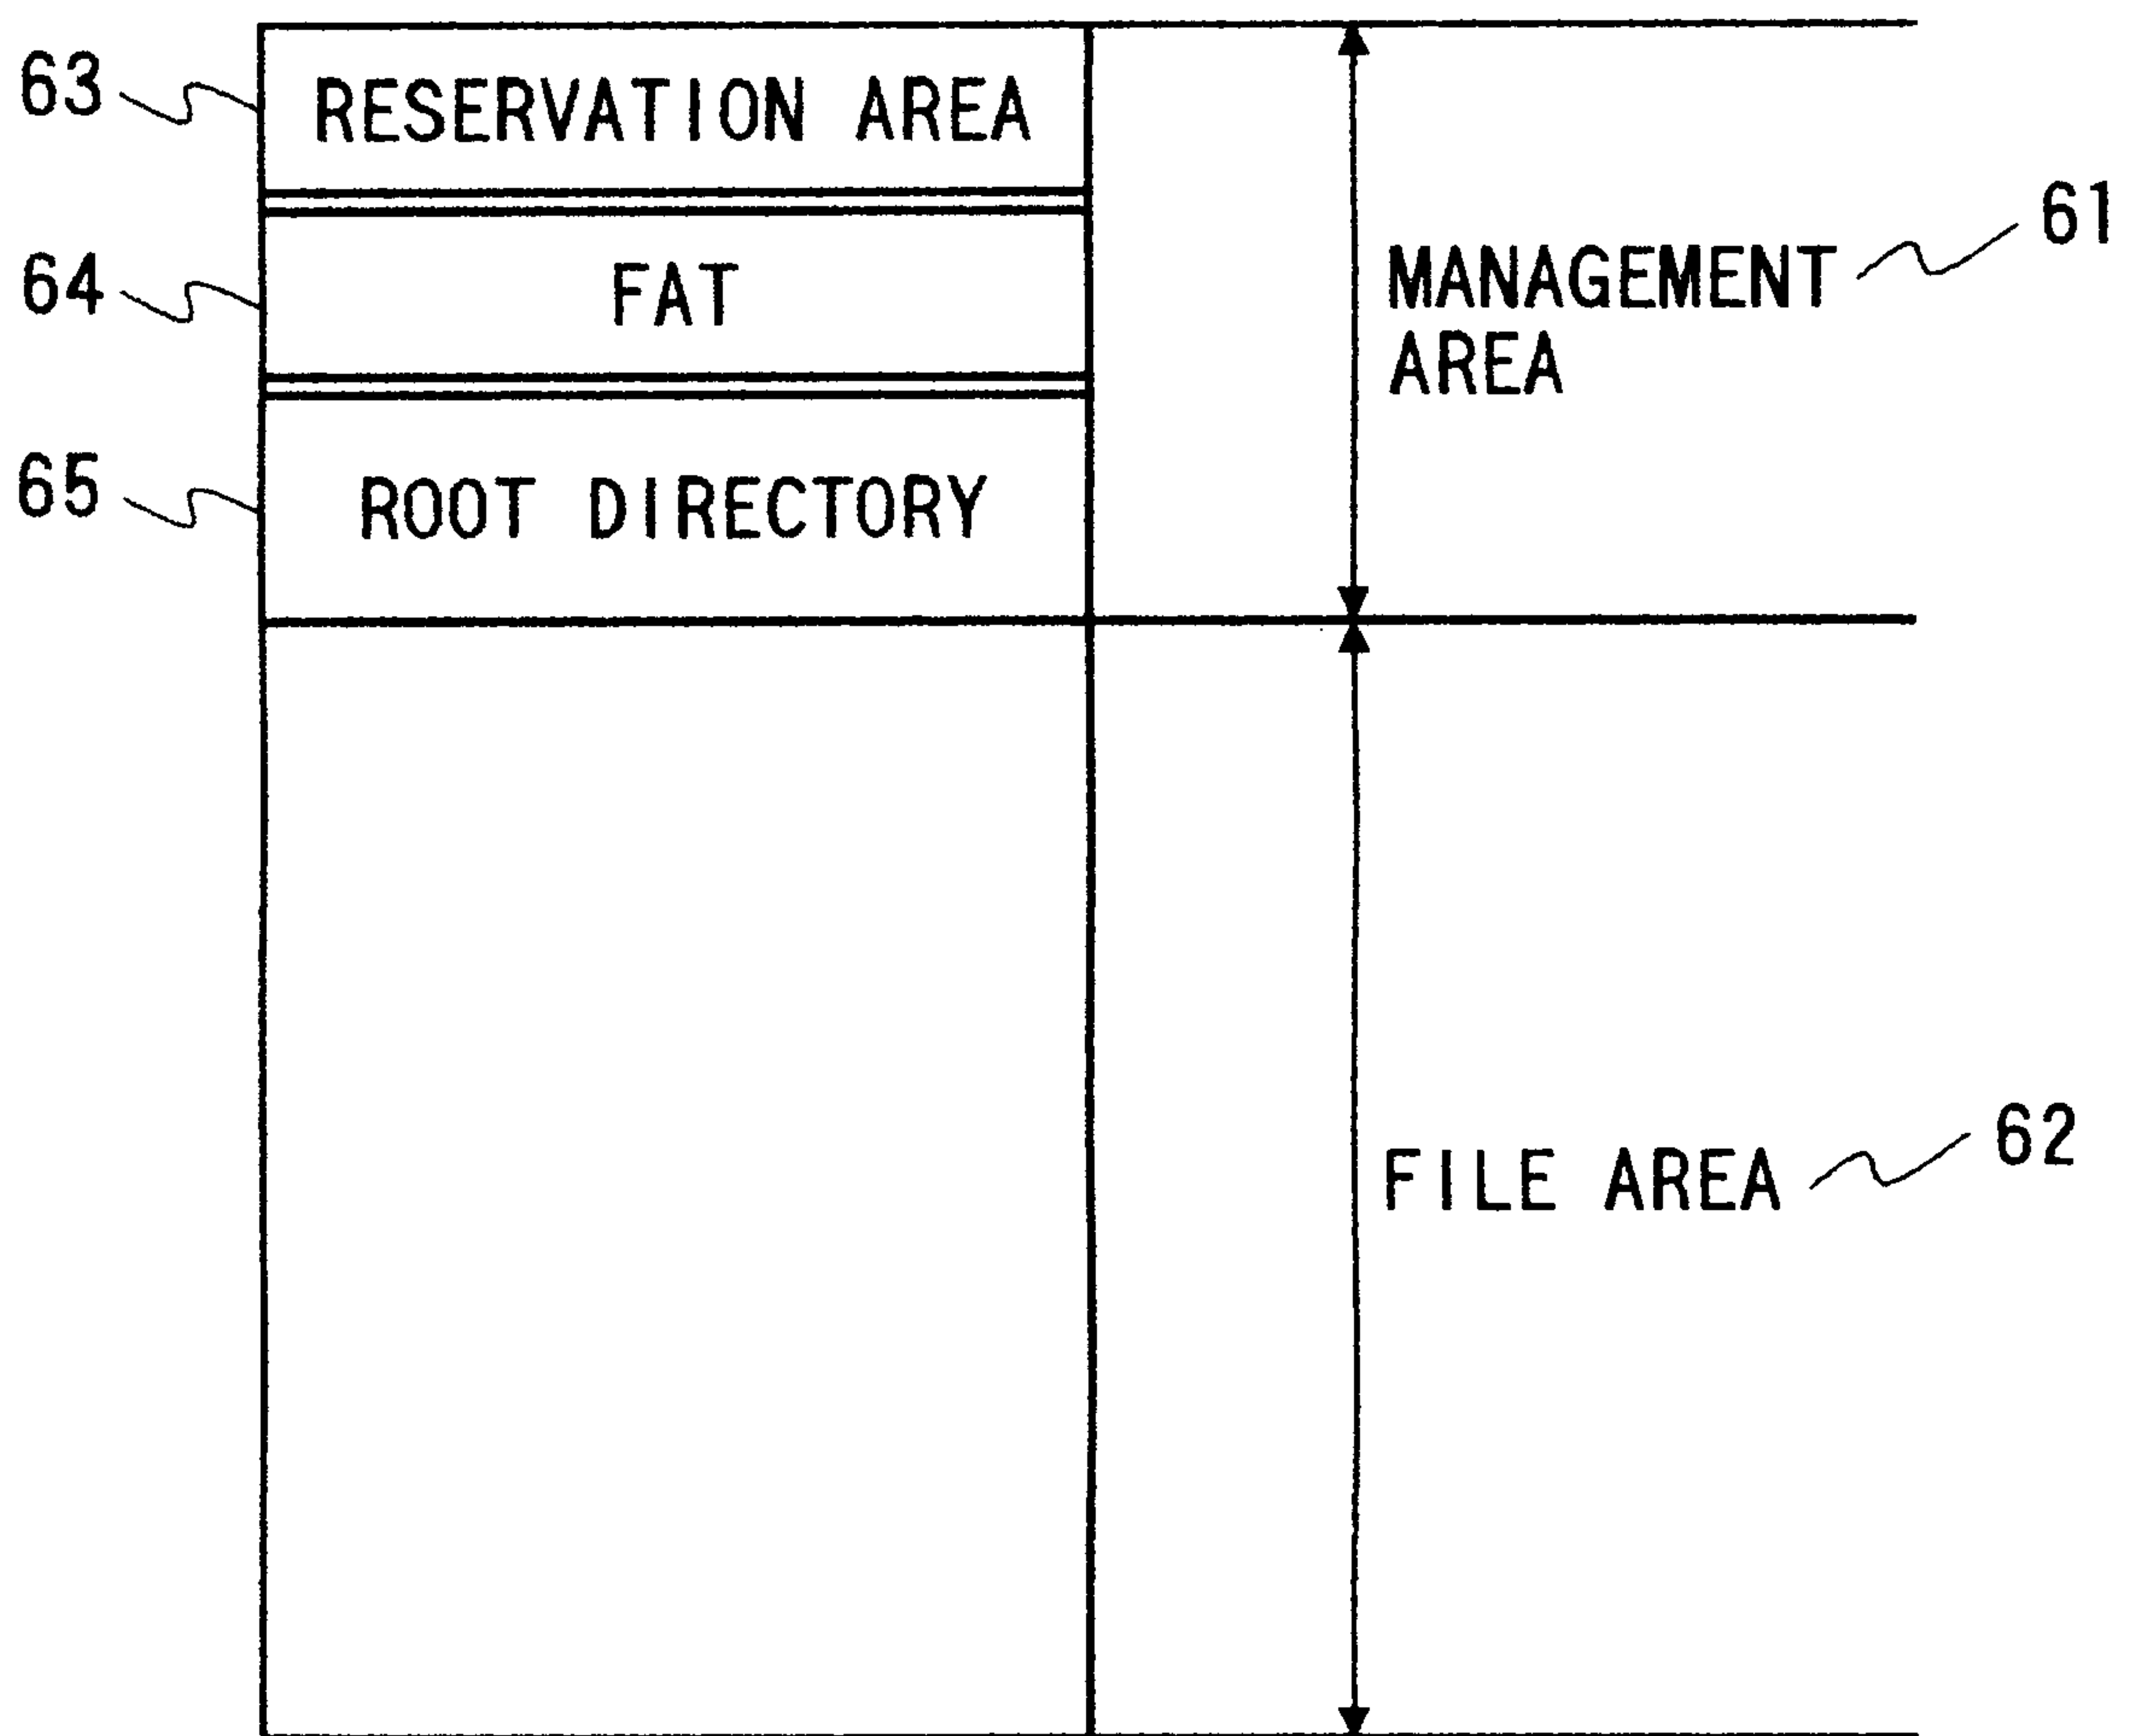 63
RESERVATION AREA
61
MANAGEMENT
AREA
64
FAT
65
ROOT DIRECTORY
62
FILE AREA